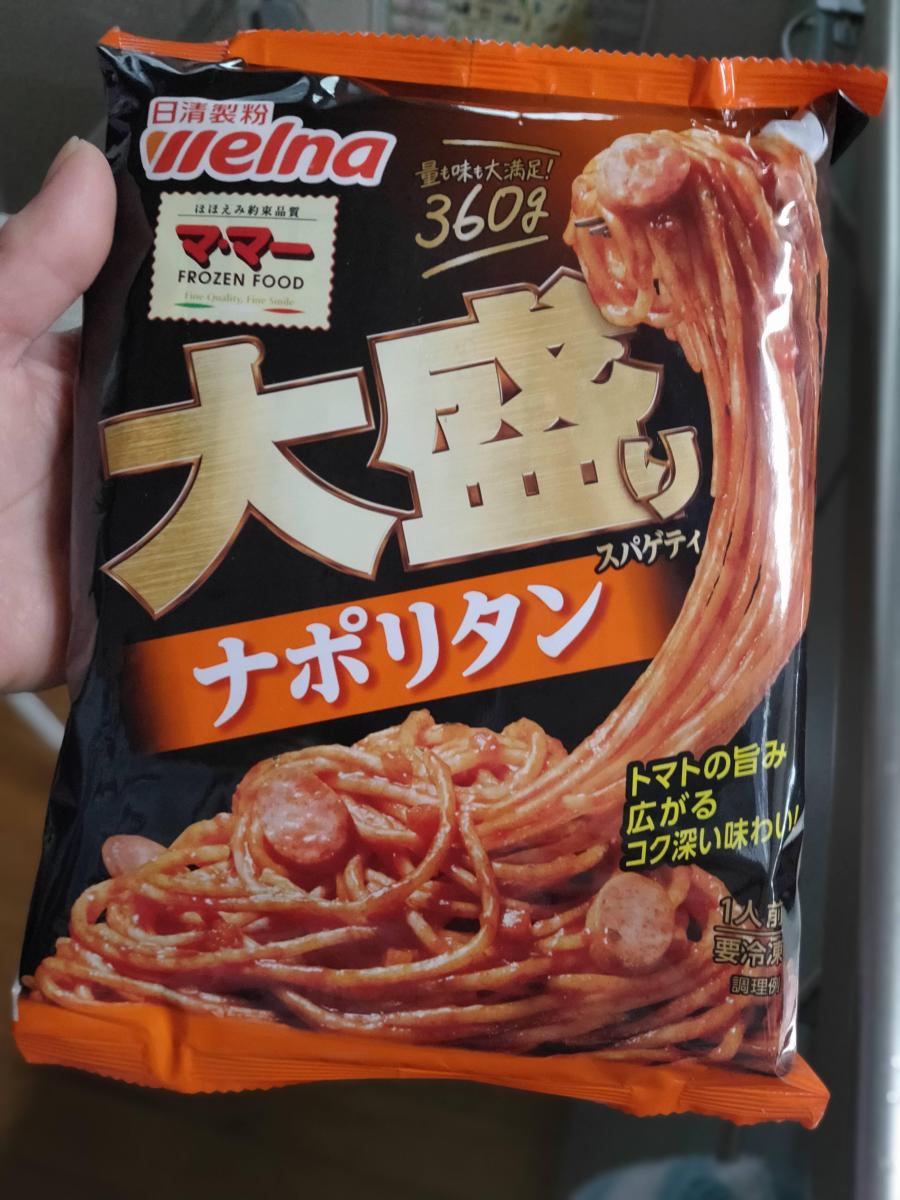 日清製粉
Welna
ほほえみ約束品質
マ・マー
FROZEN FOOD
Fine Quality, Fine Smile
量も味も大満足!
360g
大盛り
スパゲティ
ナポリタン
トマトの旨み
広がる
コク深い味わい!
1人前
要冷凍
調理例